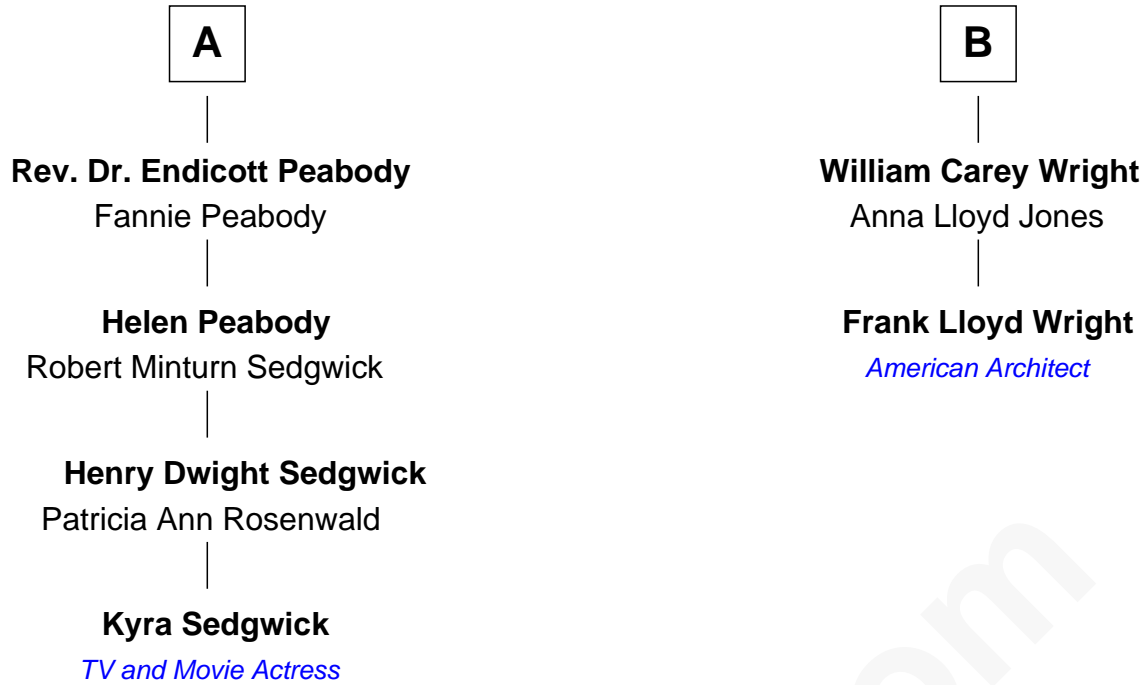 A
Rev. Dr. Endicott Peabody
Fannie Peabody
Helen Peabody
Robert Minturn Sedgwick
Henry Dwight Sedgwick
Patricia Ann Rosenwald
Kyra Sedgwick
TV and Movie Actress
B
William Carey Wright
Anna Lloyd Jones
Frank Lloyd Wright
American Architect
om